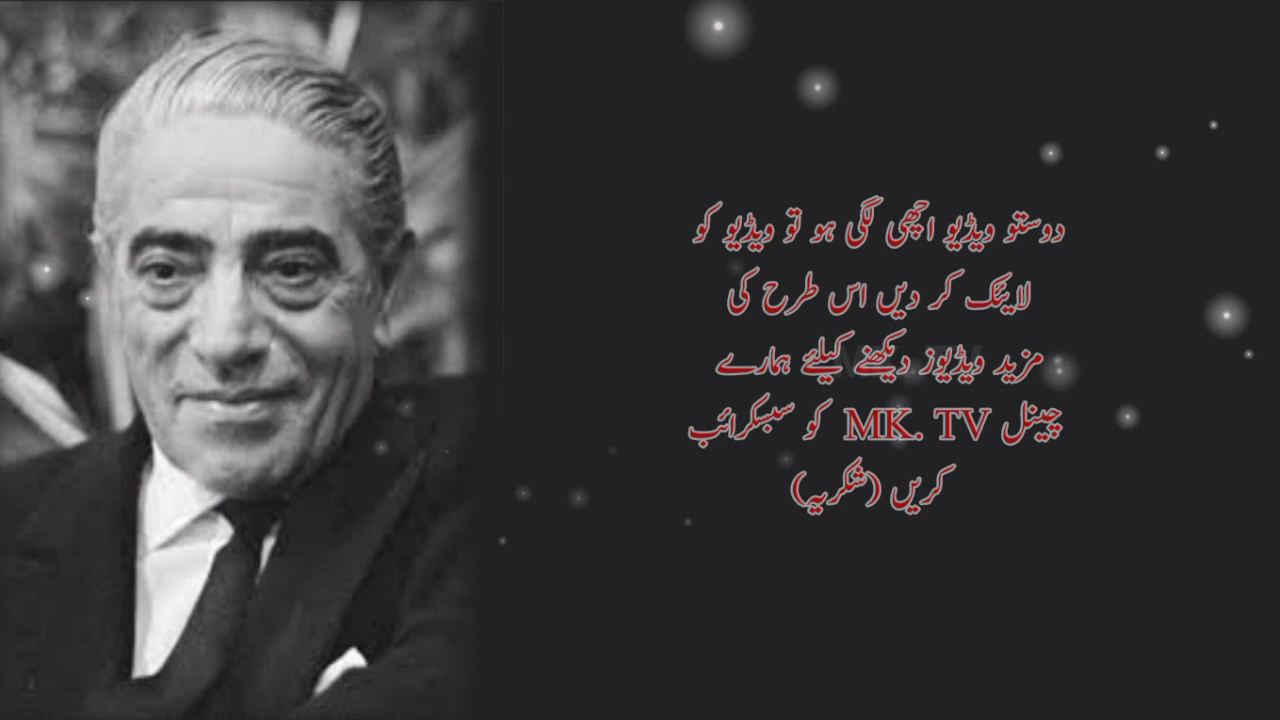 دوستو ویڈیو اچھی لگی ہو تو ویڈیو کو
لایئک کر دیں اس طرح کی
مزید ویڈیوز دیکھنے کیلئے ہمارے
چینل MK. TV کو سبسکرائب
کریں (شکریہ)